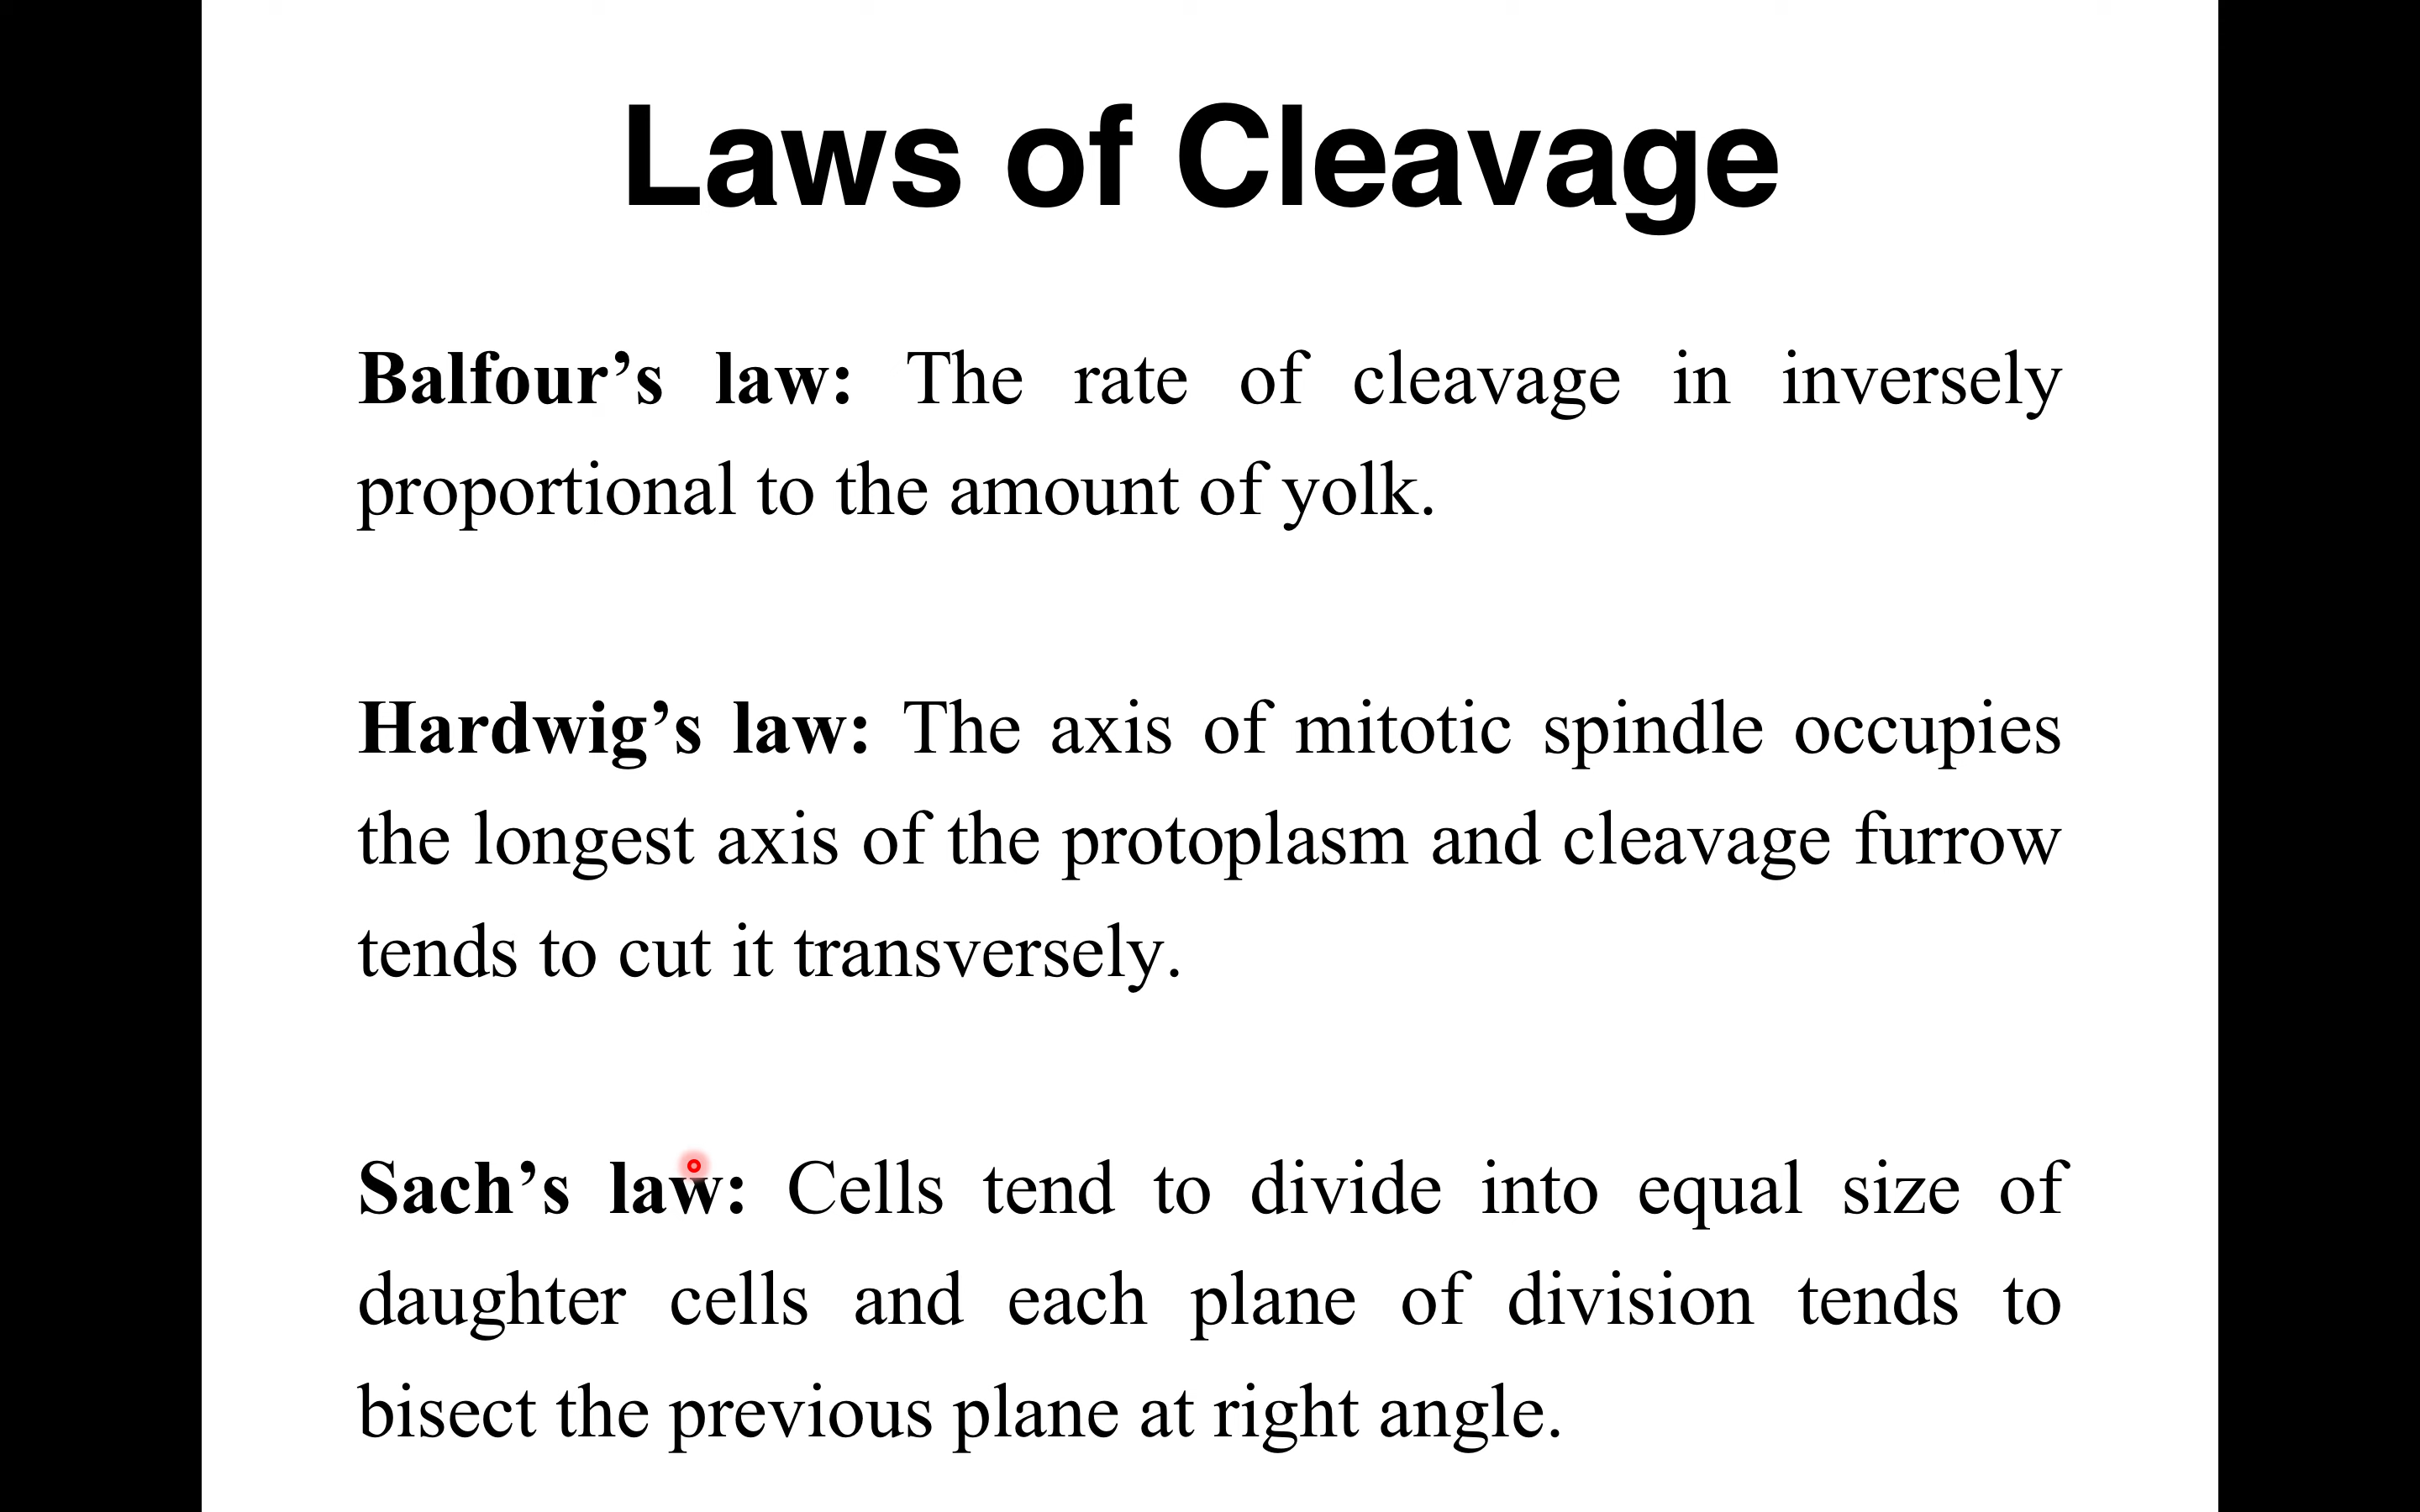 Laws of Cleavage
Balfour’s law: The rate of cleavage in inversely
proportional to the amount of yolk.
Hardwig’s law: The axis of mitotic spindle occupies
the longest axis of the protoplasm and cleavage furrow
tends to cut it transversely.
Sach’s law: Cells tend to divide into equal size of
daughter cells and each plane of division tends to
bisect the previous plane at right angle.